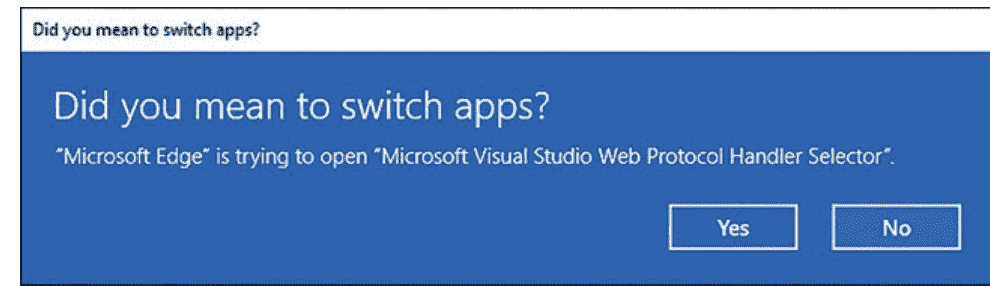 Did you mean to switch apps?
Did you mean to switch apps?
"Microsoft Edge" is trying to open "Microsoft Visual Studio Web Protocol Handler Selector".
Yes No